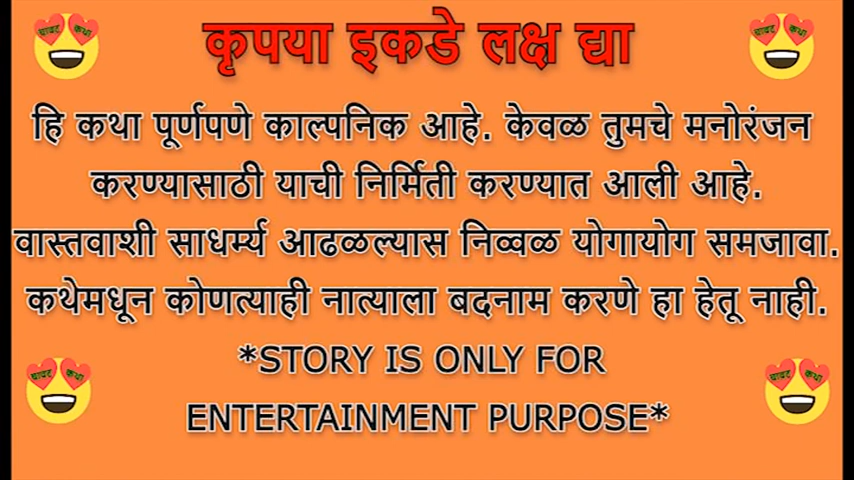 कृपया इकडे लक्ष द्या
हि कथा पूर्णपणे काल्पनिक आहे. केवळ तुमचे मनोरंजन
करण्यासाठी याची निर्मिती करण्यात आली आहे.
वास्तवाशी साधर्म्य आढळल्यास निव्वळ योगायोग समजावा.
कथेमधून कोणत्याही नात्याला बदनाम करणे हा हेतू नाही.
*STORY IS ONLY FOR
ENTERTAINMENT PURPOSE*